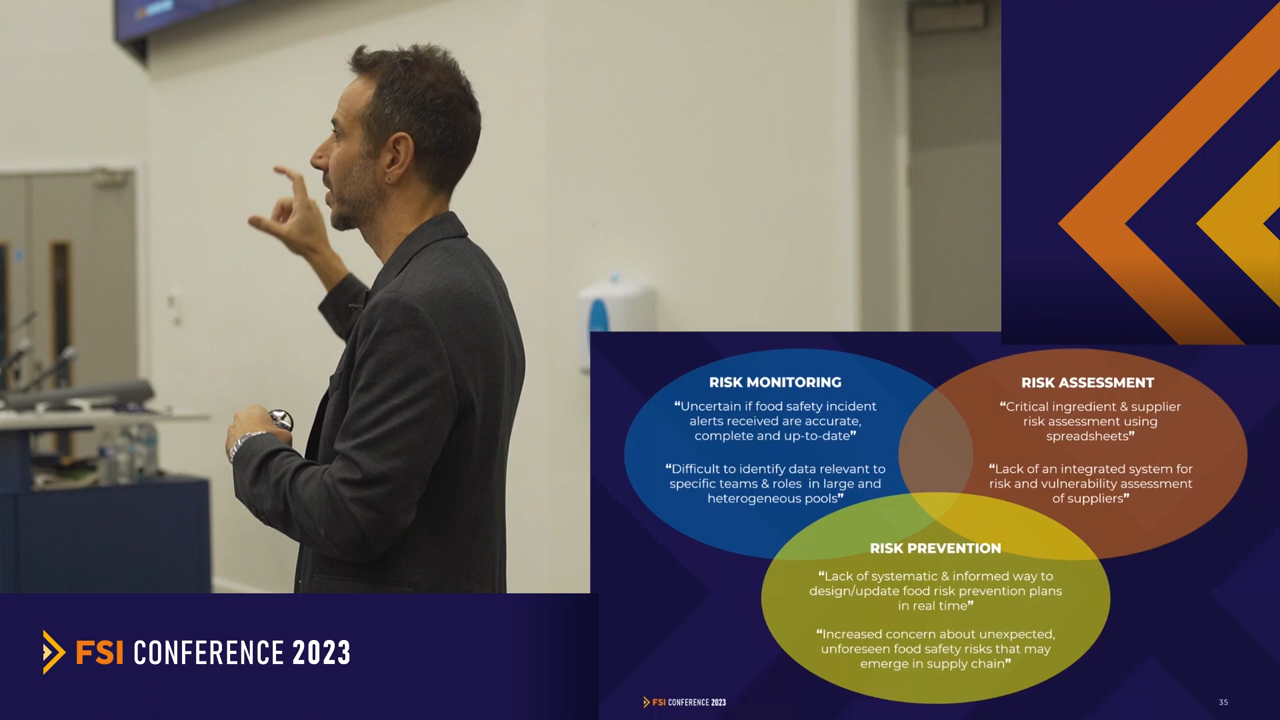 RISK MONITORING
“Uncertain if food safety incident
alerts received are accurate,
complete and up-to-date”
“Difficult to identify data relevant to
specific teams & roles in large and
heterogeneous pools”
RISK ASSESSMENT
“Critical ingredient & supplier
risk assessment using
spreadsheets”
“Lack of an integrated system for
risk and vulnerability assessment
of suppliers”
RISK PREVENTION
“Lack of systematic & informed way to
design/update food risk prevention plans
in real time”
“Increased concern about unexpected,
unforeseen food safety risks that may
emerge in supply chain”
FSI CONFERENCE 2023
FSI CONFERENCE 2023
35